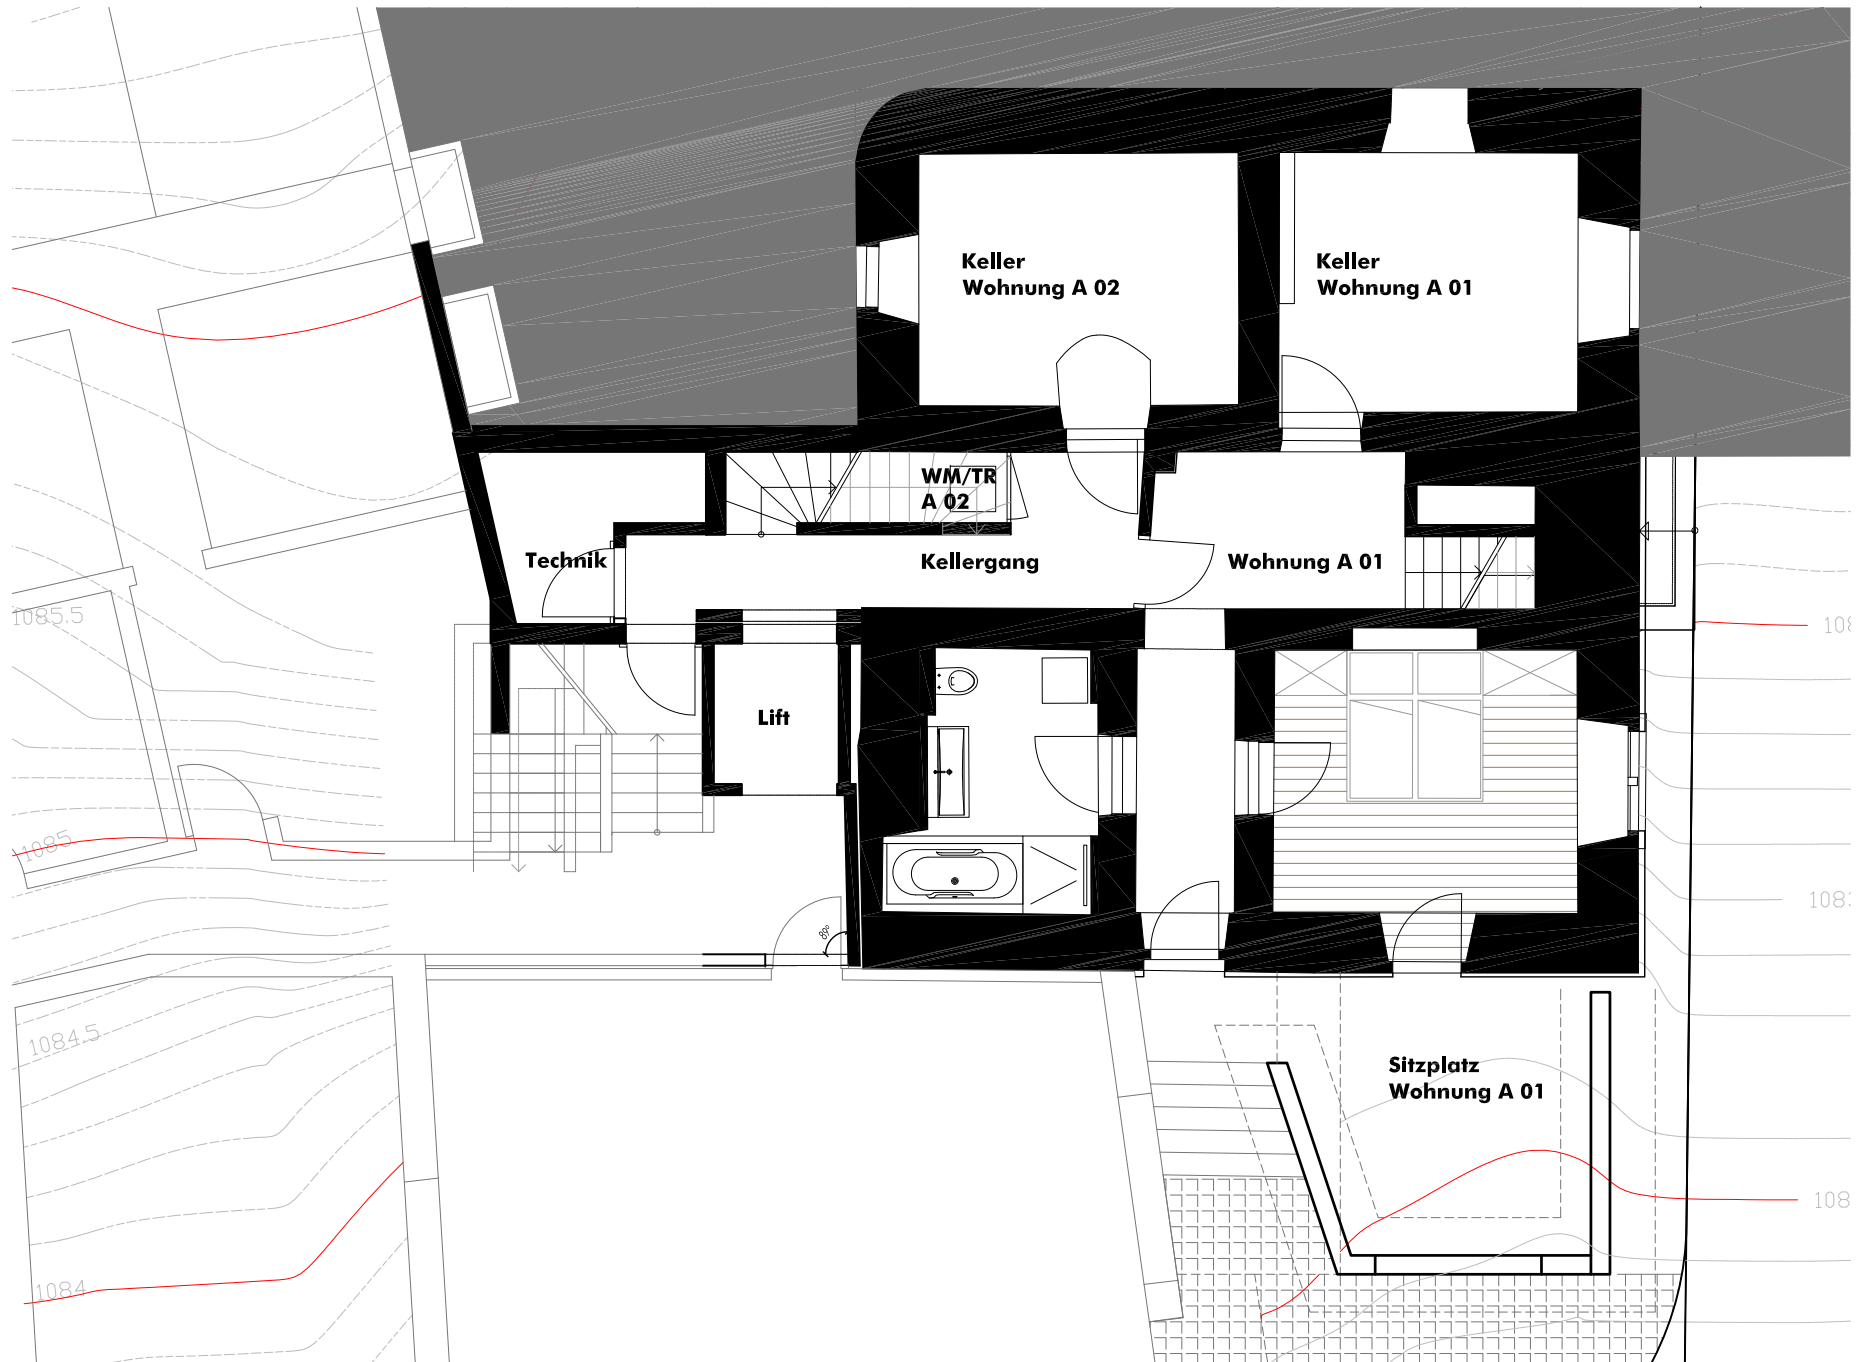 Keller
Wohnung A 02
Keller
Wohnung A 01
WM/TR
A 02
Technik
Kellergang
Wohnung A 01
1085.5
Lift
1085
89°
1084.5
Sitzplatz
Wohnung A 01
1084